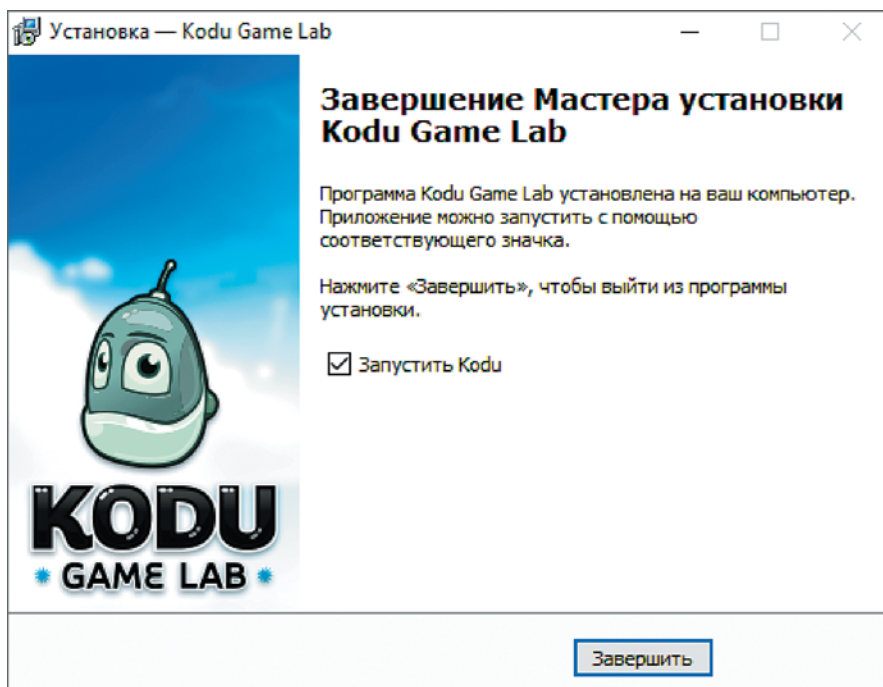 Установка — Kodu Game Lab
Завершение Мастера установки
Kodu Game Lab
Программа Kodu Game Lab установлена на ваш компьютер.
Приложение можно запустить с помощью
соответствующего значка.
Нажмите «Завершить», чтобы выйти из программы
установки.
Запустить Kodu
KODU
GAME LAB
Завершить